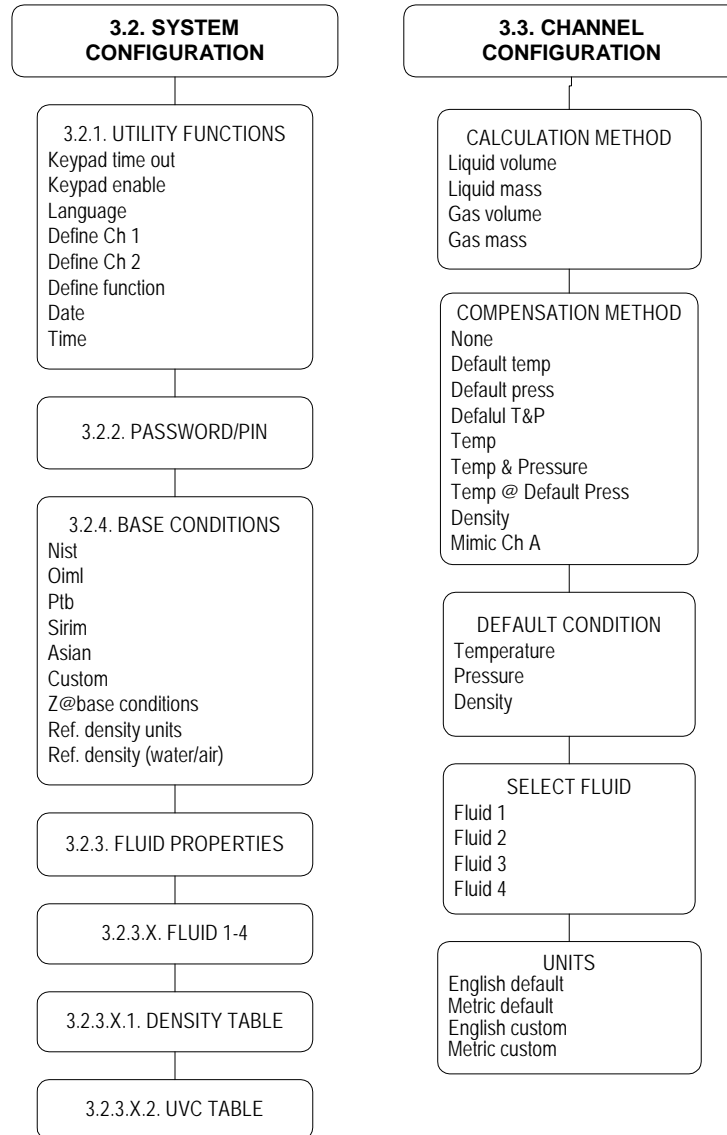 3.2. SYSTEM
CONFIGURATION
3.2.1. UTILITY FUNCTIONS
Keypad time out
Keypad enable
Language
Define Ch 1
Define Ch 2
Define function
Date
Time
3.2.2. PASSWORD/PIN
3.2.4. BASE CONDITIONS
Nist
Oiml
Ptb
Sirim
Asian
Custom
Z@base conditions
Ref. density units
Ref. density (water/air)
3.2.3. FLUID PROPERTIES
3.2.3.X. FLUID 1-4
3.2.3.X.1. DENSITY TABLE
3.2.3.X.2. UVC TABLE
3.3. CHANNEL
CONFIGURATION
CALCULATION METHOD
Liquid volume
Liquid mass
Gas volume
Gas mass
COMPENSATION METHOD
None
Default temp
Default press
Defalul T&P
Temp
Temp & Pressure
Temp @ Default Press
Density
Mimic Ch A
DEFAULT CONDITION
Temperature
Pressure
Density
SELECT FLUID
Fluid 1
Fluid 2
Fluid 3
Fluid 4
UNITS
English default
Metric default
English custom
Metric custom